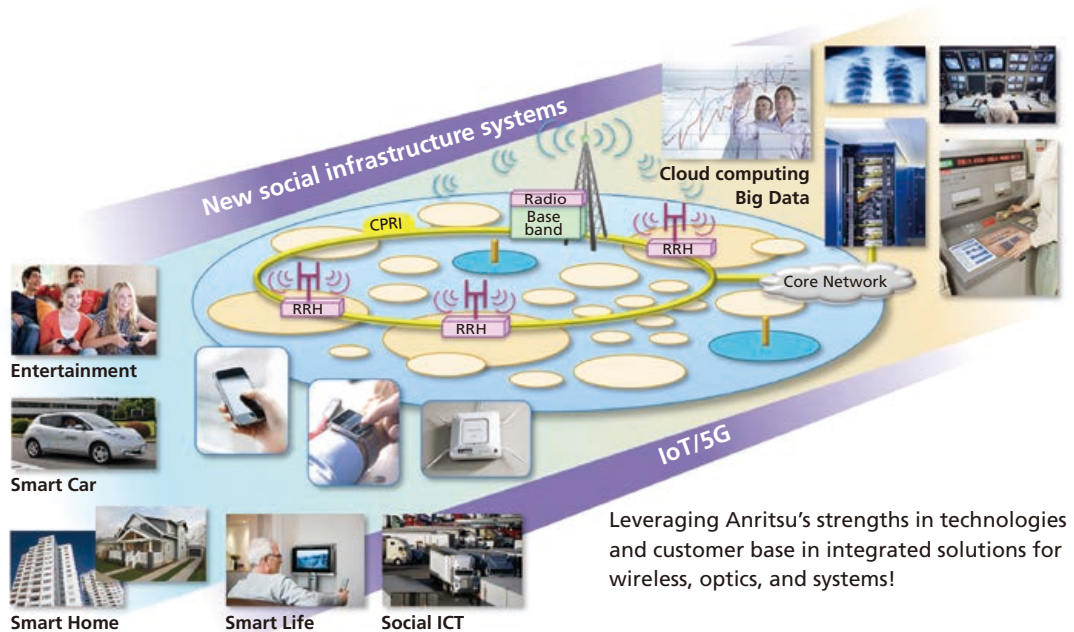 New social infrastructure systems
Cloud computing
Big Data
Radio
Base
band
CPRI
RRH
RRH
RRH
Core Network
Entertainment
Smart Car
IoT/5G
Leveraging Anritsu's strengths in technologies
and customer base in integrated solutions for
wireless, optics, and systems!
Smart Home
Smart Life
Social ICT